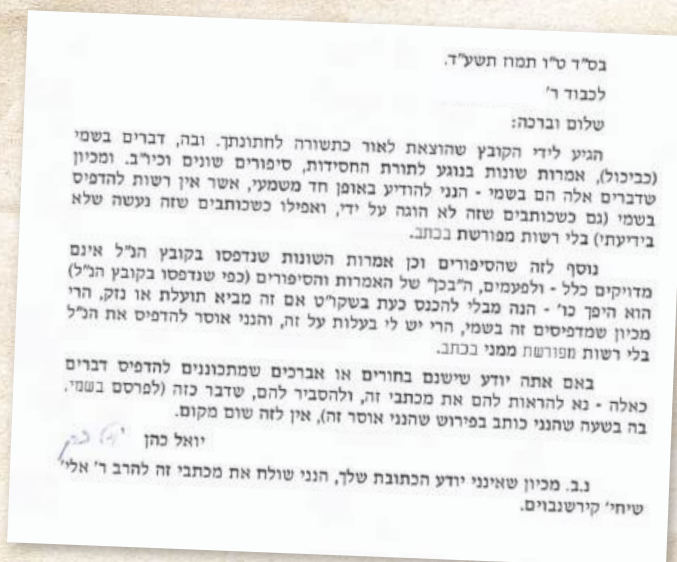 בס"ד ט"ו תמוז תשע"ד.
לכבוד ר'
שלום וברכה:
הגיע לידי הקובץ שהוצאת לאור כתשורה לחתונתך. ובה, דברים בשמי
(כביכול), אמרות שונות בנוגע לתורת החסידות, סיפורים שונים וכיו"ב. ומכיון
שדברים אלה הם בשמי - הנני להודיע באופן חד משמעי, אשר אין רשות להדפיס
בשמי (גם כשכותבים שזה לא הוגה על ידי, ואפילו כשכותבים שזה נעשה שלא
בידיעתי) בלי רשות מפורשת בכתב.
נוסף לזה שהסיפורים וכן אמרות השונות שנדפסו בקובץ הנ"ל אינם
מדויקים כלל - ולפעמים, ה"בכן" של האמרות והסיפורים (כפי שנדפסו בקובץ הנ"ל)
הוא היפך כו' - הנה מבלי להכנס כעת בשקו"ט אם זה מביא תועלת או נזק, הרי
מכיון שמדפיסים זה בשמי, הרי יש לי בעלות על זה, והנני אוסר להדפיס את הנ"ל
בלי רשות מפורשת ממני בכתב.
באם אתה יודע שישנם בחורים או אברכים שמתכוננים להדפיס דברים
כאלה - נא להראות להם את מכתבי זה, ולהסביר להם, שדבר כזה (לפרסם בשמי,
בה בשעה שהנני כותב בפירוש שהנני אוסר זה), אין לזה שום מקום.
יואל כהן
נ.ב. מכיון שאינני יודע הכתובת שלך, הנני שולח את מכתבי זה להרב ר' אלי'
שיחי' קירשנבוים.